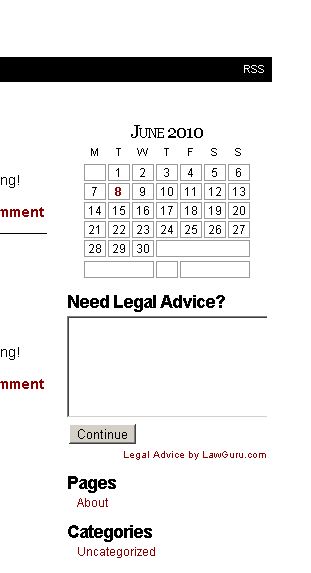 RSS
June 2010
M T W T F S S
1 2 3 4 5 6
7 8 9 10 11 12 13
14 15 16 17 18 19 20
21 22 23 24 25 26 27
28 29 30
ng!
mment
Need Legal Advice?
ng!
mment
Continue
Legal Advice by LawGuru.com
Pages
About
Categories
Uncategorized